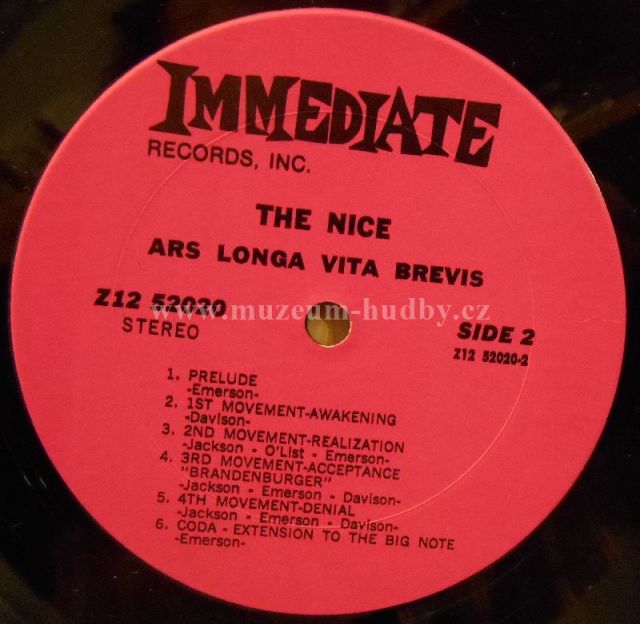 IMMEDIATE
RECORDS, INC.
THE NICE
ARS LONGA VITA BREVIS
Z12 52020
www.muzeum-hudby.cz
STEREO
SIDE 2
Z12 52020-2
1. PRELUDE
-Emerson-
2. 1ST MOVEMENT-AWAKENING
-Davison-
3. 2ND MOVEMENT-REALIZATION
-Jackson - O'List - Emerson-
4. 3RD MOVEMENT-ACCEPTANCE
"BRANDENBURGER"
-Jackson - Emerson - Davison-
5. 4TH MOVEMENT-DENIAL
-Jackson - Emerson - Davison-
6. CODA - EXTENSION TO THE BIG NOTE
-Emerson-